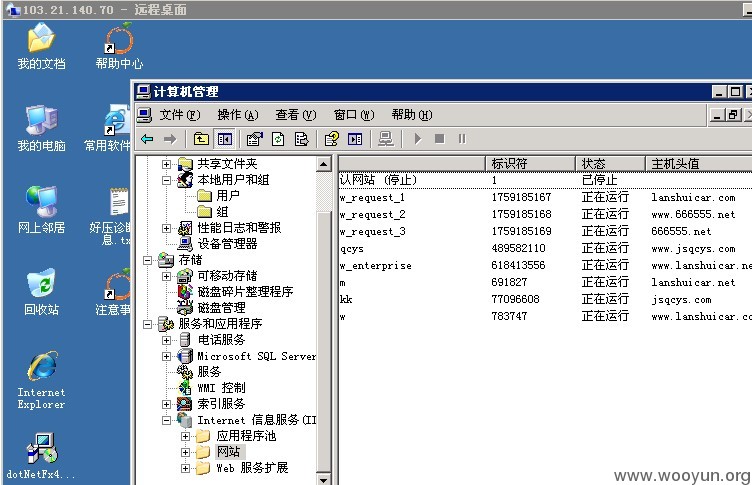 103.21.140.70 - 远程桌面
我的文档
帮助中心
我的电脑
常用软件
网上邻居
好压诊断
息.tx
回收站
注意事
Internet
Explorer
dotNetFx4...
计算机管理
文件(F) 操作(A) 查看(V) 窗口(W) 帮助(H)
共享文件夹
本地用户和组
用户
组
性能日志和警报
设备管理器
存储
可移动存储
磁盘碎片整理程序
磁盘管理
服务和应用程序
电话服务
Microsoft SQL Server
服务
WMI 控制
索引服务
Internet 信息服务(II
应用程序池
网站
Web 服务扩展
标识符 状态 主机头值
认网站 (停止) 1 已停止
w_request_1 1759185167 正在运行 lanshuicar.com
w_request_2 1759185168 正在运行 www.666555.net
w_request_3 1759185169 正在运行 666555.net
qcys 489582110 正在运行 www.jsqcys.com
w_enterprise 618413556 正在运行 www.lanshuicar.ne
m 691827 正在运行 lanshuicar.net
kk 77096608 正在运行 jsqcys.com
w 783747 正在运行 www.lanshuicar.co
www.wooyun.org